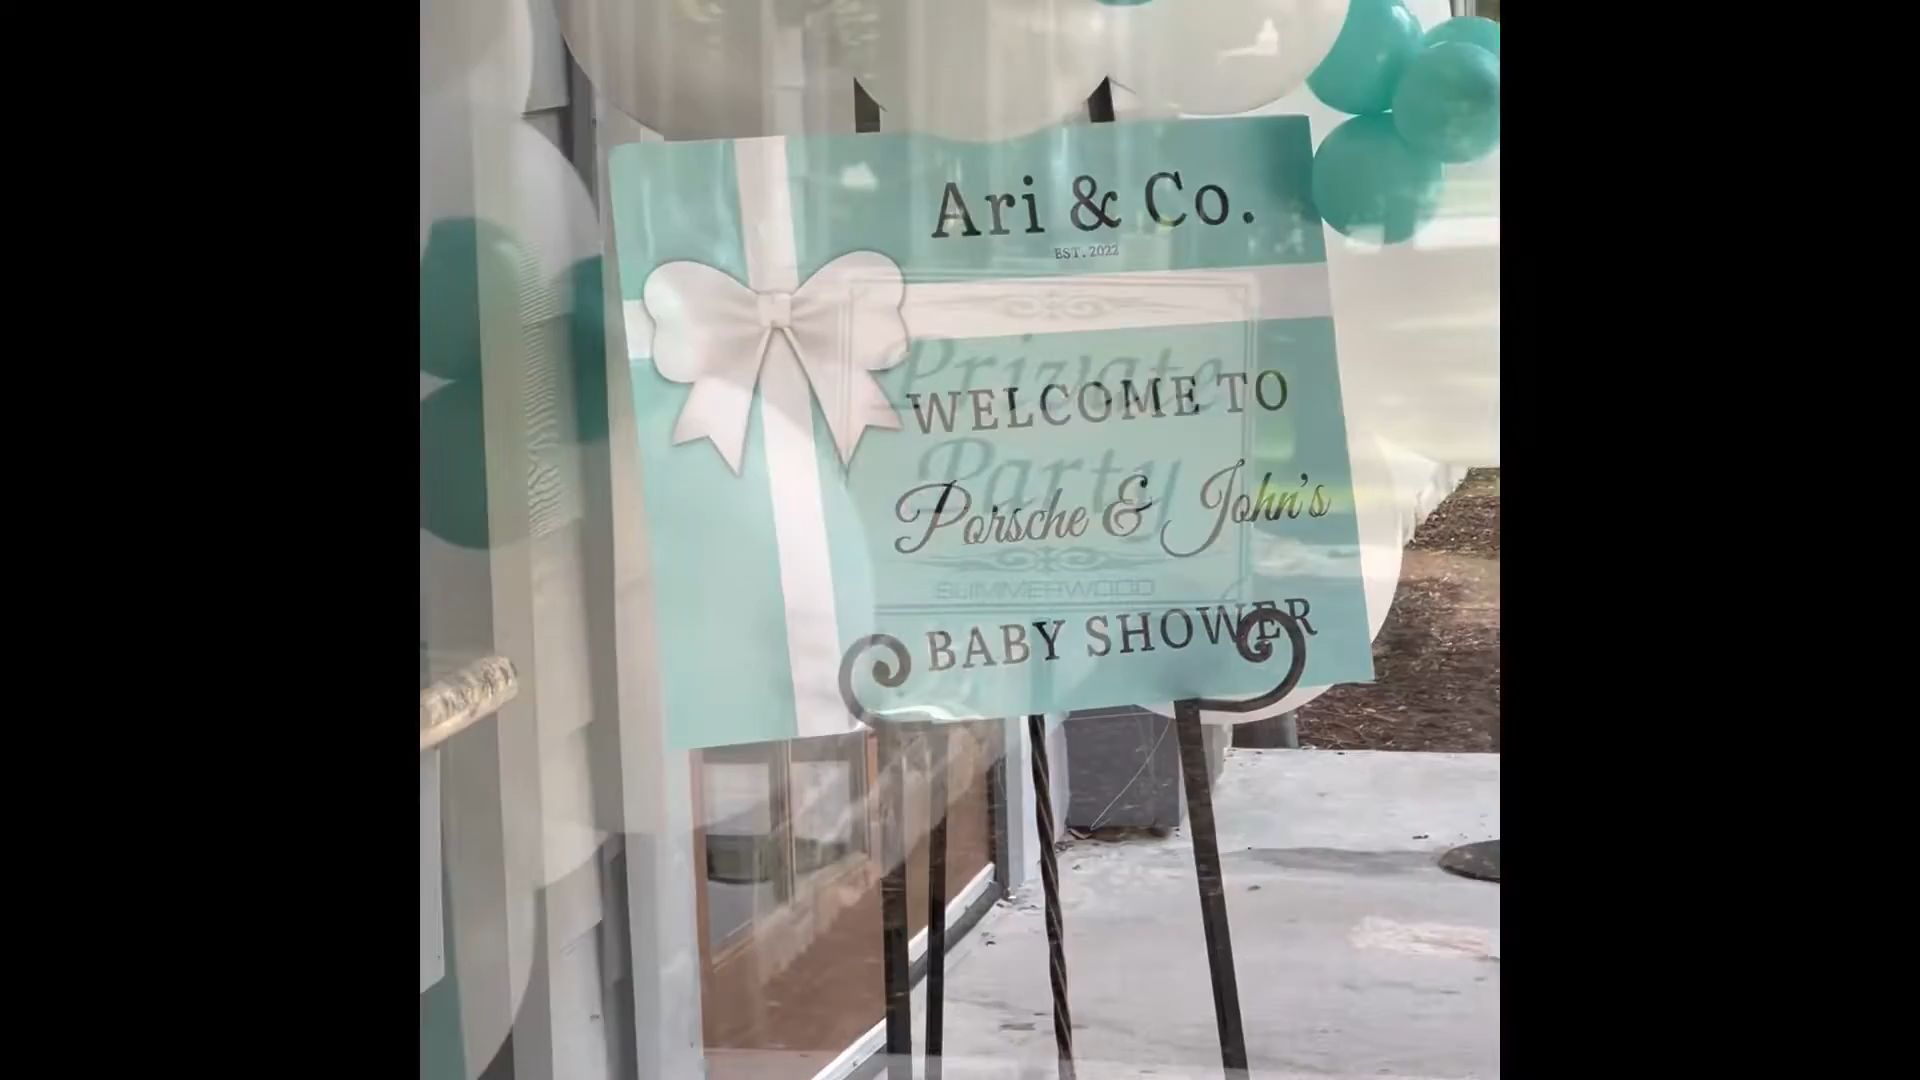 Ari & Co.
EST. 2022
Private
WELCOME TO
Party
Porsche & John's
SUMMERWOOD
BABY SHOWER